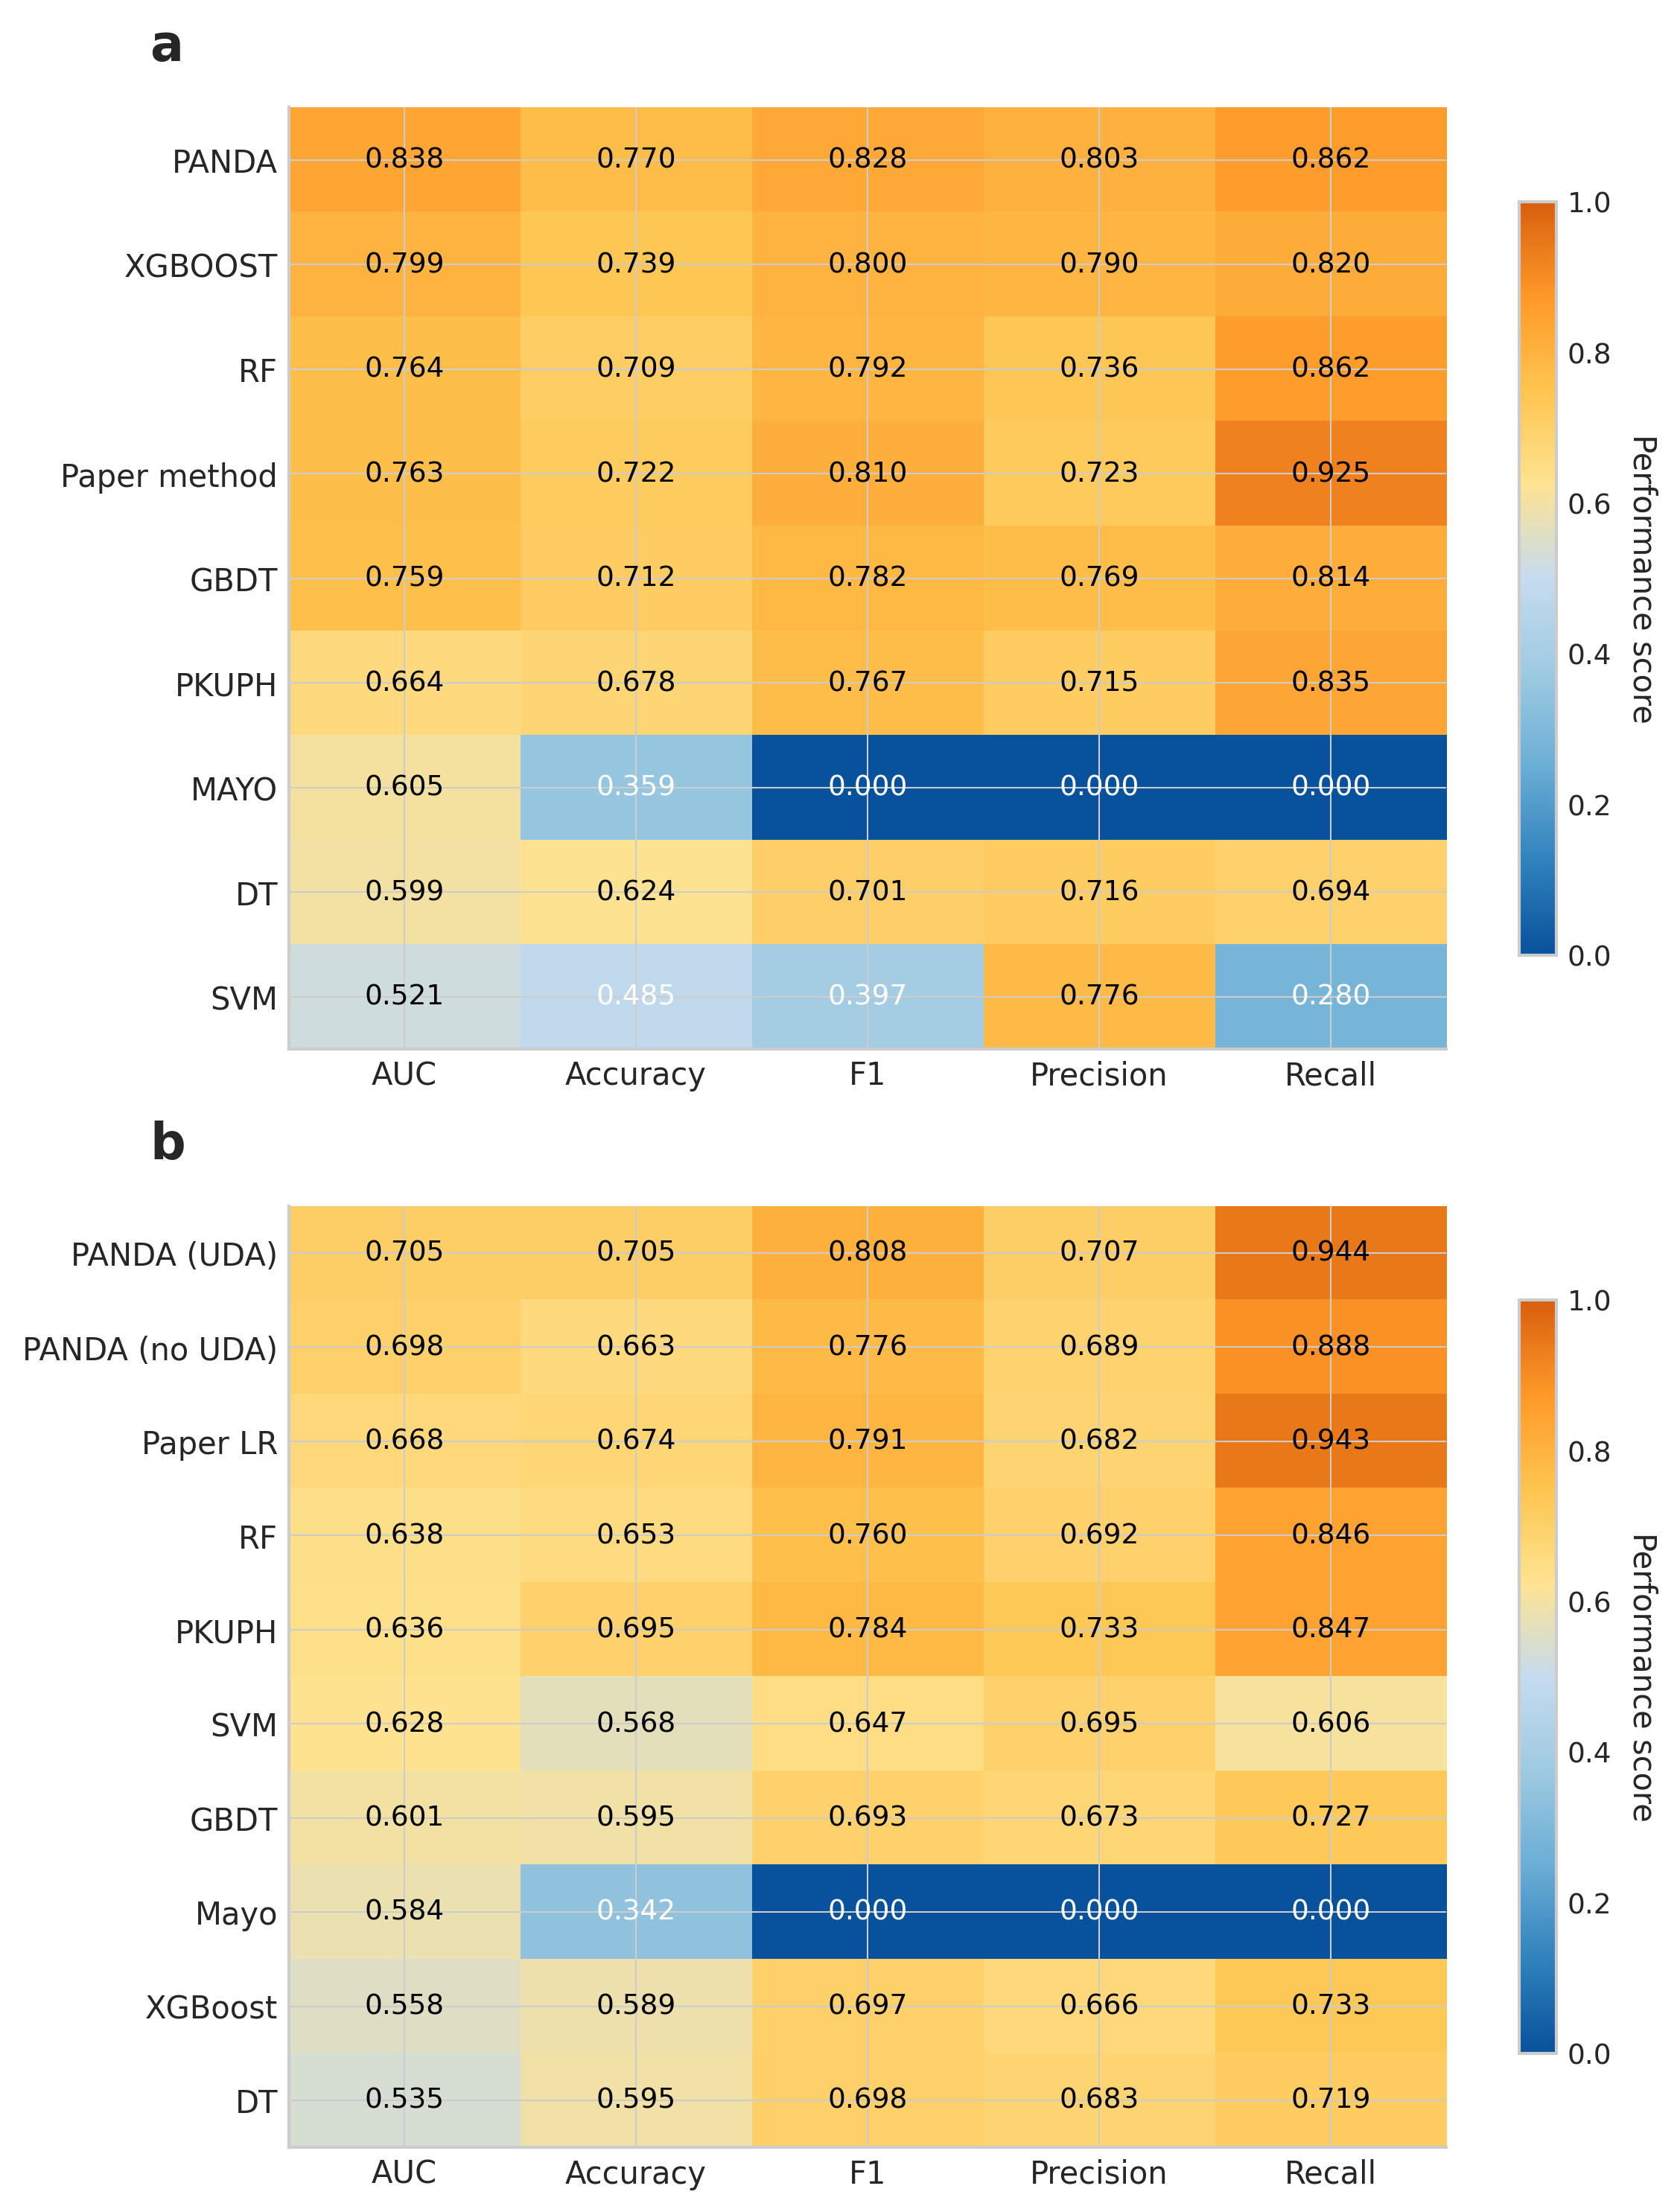 a
PANDA 0.838 0.770 0.828 0.803 0.862
XGBOOST 0.799 0.739 0.800 0.790 0.820
RF 0.764 0.709 0.792 0.736 0.862
Paper method 0.763 0.722 0.810 0.723 0.925
GBDT 0.759 0.712 0.782 0.769 0.814
PKUPH 0.664 0.678 0.767 0.715 0.835
MAYO 0.605 0.359 0.000 0.000 0.000
DT 0.599 0.624 0.701 0.716 0.694
SVM 0.521 0.485 0.397 0.776 0.280
AUC Accuracy F1 Precision Recall
1.0
0.8
0.6
0.4
0.2
0.0
Performance score
b
PANDA (UDA) 0.705 0.705 0.808 0.707 0.944
PANDA (no UDA) 0.698 0.663 0.776 0.689 0.888
Paper LR 0.668 0.674 0.791 0.682 0.943
RF 0.638 0.653 0.760 0.692 0.846
PKUPH 0.636 0.695 0.784 0.733 0.847
SVM 0.628 0.568 0.647 0.695 0.606
GBDT 0.601 0.595 0.693 0.673 0.727
Mayo 0.584 0.342 0.000 0.000 0.000
XGBoost 0.558 0.589 0.697 0.666 0.733
DT 0.535 0.595 0.698 0.683 0.719
AUC Accuracy F1 Precision Recall
1.0
0.8
0.6
0.4
0.2
0.0
Performance score